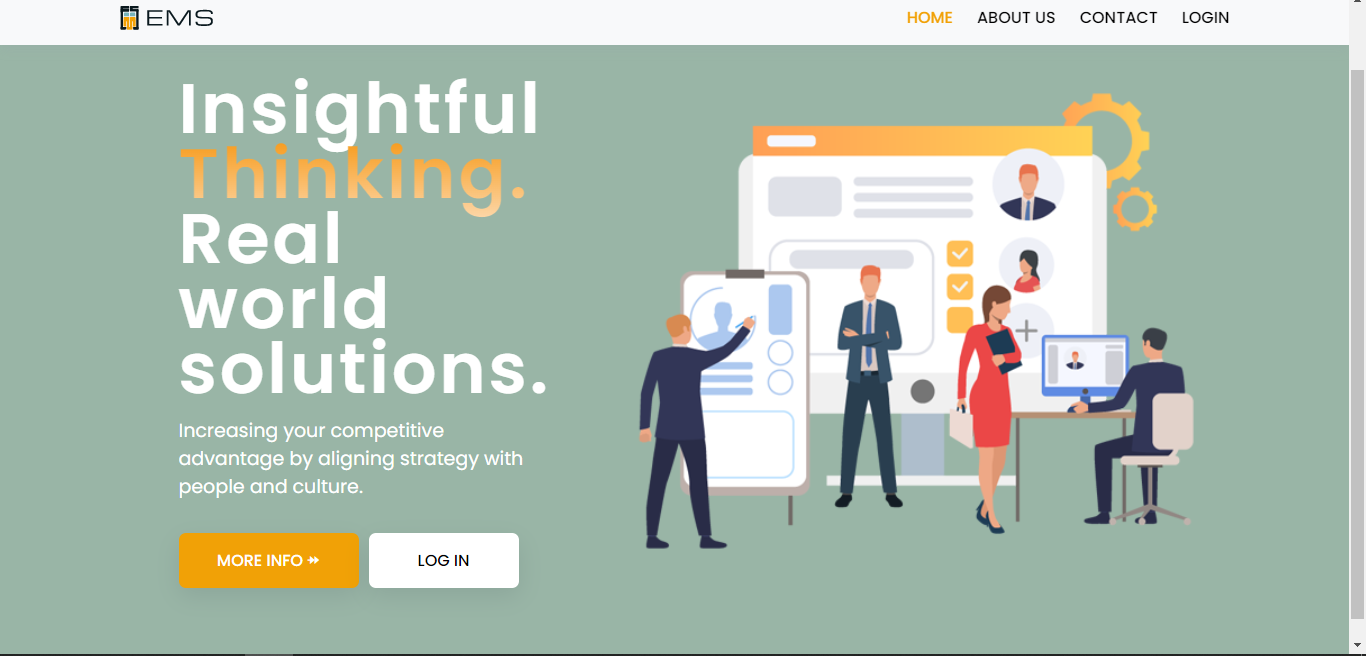 EMS
HOME ABOUT US CONTACT LOGIN
Insightful
Thinking.
Real
world
solutions.
Increasing your competitive
advantage by aligning strategy with
people and culture.
MORE INFO
LOG IN